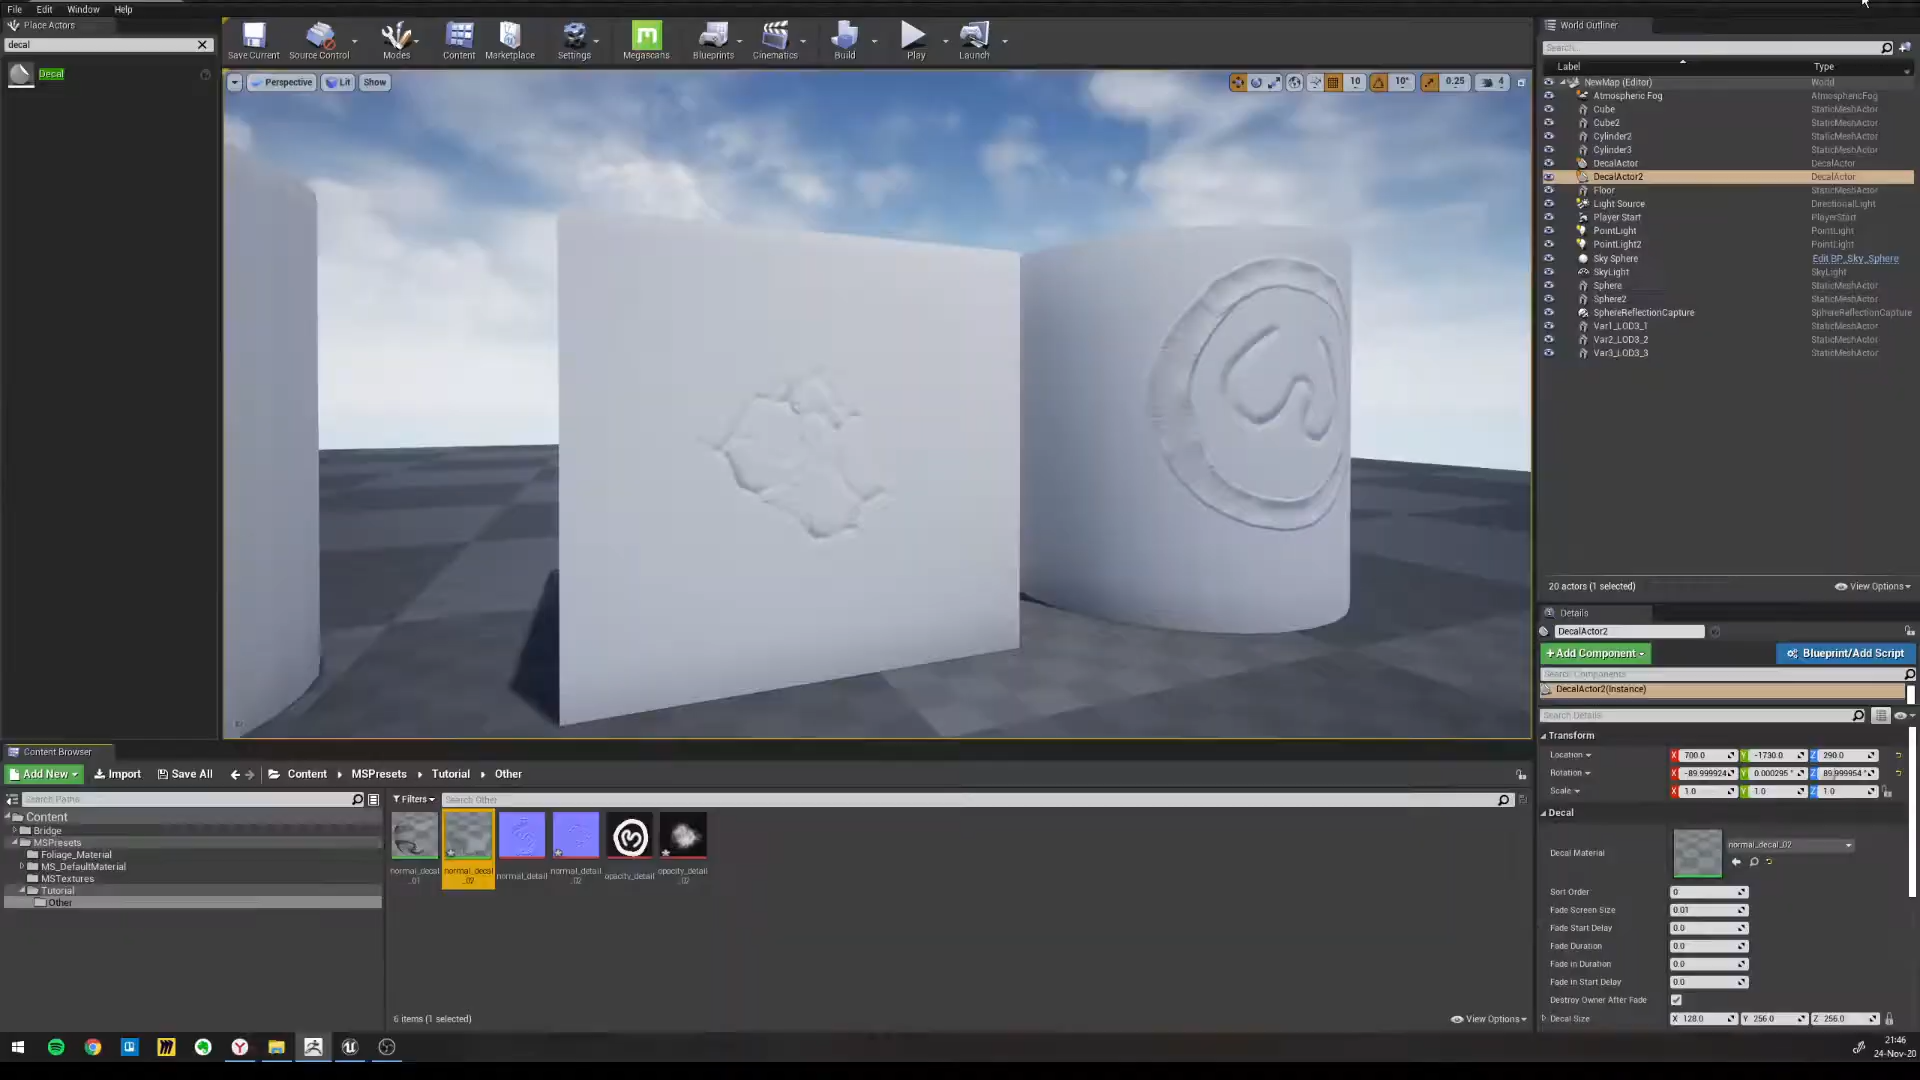 File Edit Window Help
Place Actors
decal
Decal
Save Current Source Control Modes Content Marketplace Settings Megascans Blueprints Cinematics Build Play Launch
Perspective Lit Show
10 10° 0.25 4
World Outliner
Search...
Label Type
NewMap (Editor) World
Atmospheric Fog AtmosphericFog
Cube StaticMeshActor
Cube2 StaticMeshActor
Cylinder2 StaticMeshActor
Cylinder3 StaticMeshActor
DecalActor DecalActor
DecalActor2 DecalActor
Floor StaticMeshActor
Light Source DirectionalLight
Player Start PlayerStart
PointLight PointLight
PointLight2 PointLight
Sky Sphere Edit BP_Sky_Sphere
SkyLight SkyLight
Sphere StaticMeshActor
Sphere2 StaticMeshActor
SphereReflectionCapture SphereReflectionCapture
Var1_LOD3_1 StaticMeshActor
Var2_LOD3_2 StaticMeshActor
Var3_LOD3_3 StaticMeshActor
20 actors (1 selected) View Options
Details
DecalActor2
+Add Component Blueprint/Add Script
Search Components
DecalActor2(Instance)
Search Details
Transform
Location X 700.0 Y -1730.0 Z 290.0
Rotation X -89.999924 Y 0.000295 ° Z 89.999954 °
Scale X 1.0 Y 1.0 Z 1.0
Decal
Decal Material normal_decal_02
Sort Order 0
Fade Screen Size 0.01
Fade Start Delay 0.0
Fade Duration 0.0
Fade in Duration 0.0
Fade in Start Delay 0.0
Destroy Owner After Fade
Decal Size X 128.0 Y 256.0 Z 256.0
Content Browser
Add New Import Save All Content MSPresets Tutorial Other
Search Paths
Filters Search Other
Content
Bridge
MSPresets
Foliage_Material
MS_DefaultMaterial
MSTextures
Tutorial
Other
normal_decal_01
normal_decal_02
normal_detail
normal_detail_02
opacity_detail
opacity_detail_02
6 items (1 selected) View Options
21:46
24-Nov-20